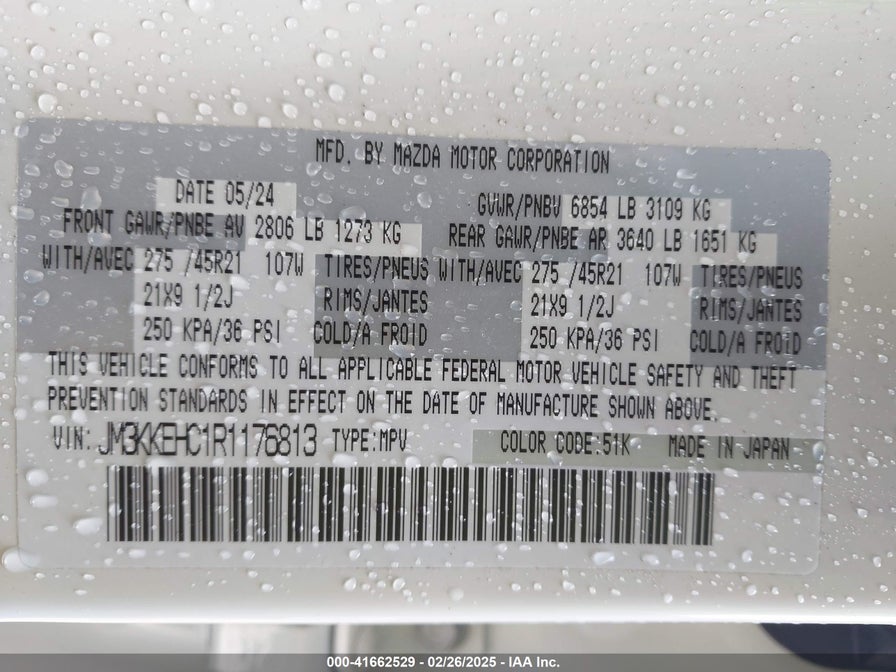 MFD. BY MAZDA MOTOR CORPORATION
DATE 05/24 GVWR/PNBV 6854 LB 3109 KG
FRONT GAWR/PNBE AV 2806 LB 1273 KG REAR GAWR/PNBE AR 3640 LB 1651 KG
WITH/AVEC 275 /45R21 107W TIRES/PNEUS WITH/AVEC 275 /45R21 107W TIRES/PNEUS
21X9 1/2J RIMS/JANTES 21X9 1/2J RIMS/JANTES
250 KPA/36 PSI COLD/A FROID 250 KPA/36 PSI COLD/A FROID
THIS VEHICLE CONFORMS TO ALL APPLICABLE FEDERAL MOTOR VEHICLE SAFETY AND THEFT
PREVENTION STANDARDS IN EFFECT ON THE DATE OF MANUFACTURE SHOWN ABOVE.
VIN: JM3KKEHC1R1176813 TYPE:MPV COLOR CODE:51K MADE IN JAPAN
000-41662529 - 02/26/2025 - IAA Inc.